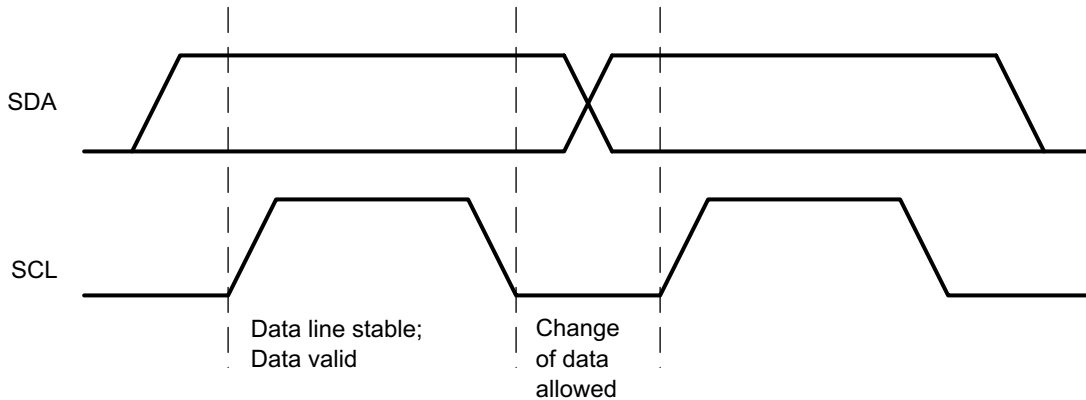 SDA
SCL
Data line stable;
Data valid
Change
of data
allowed